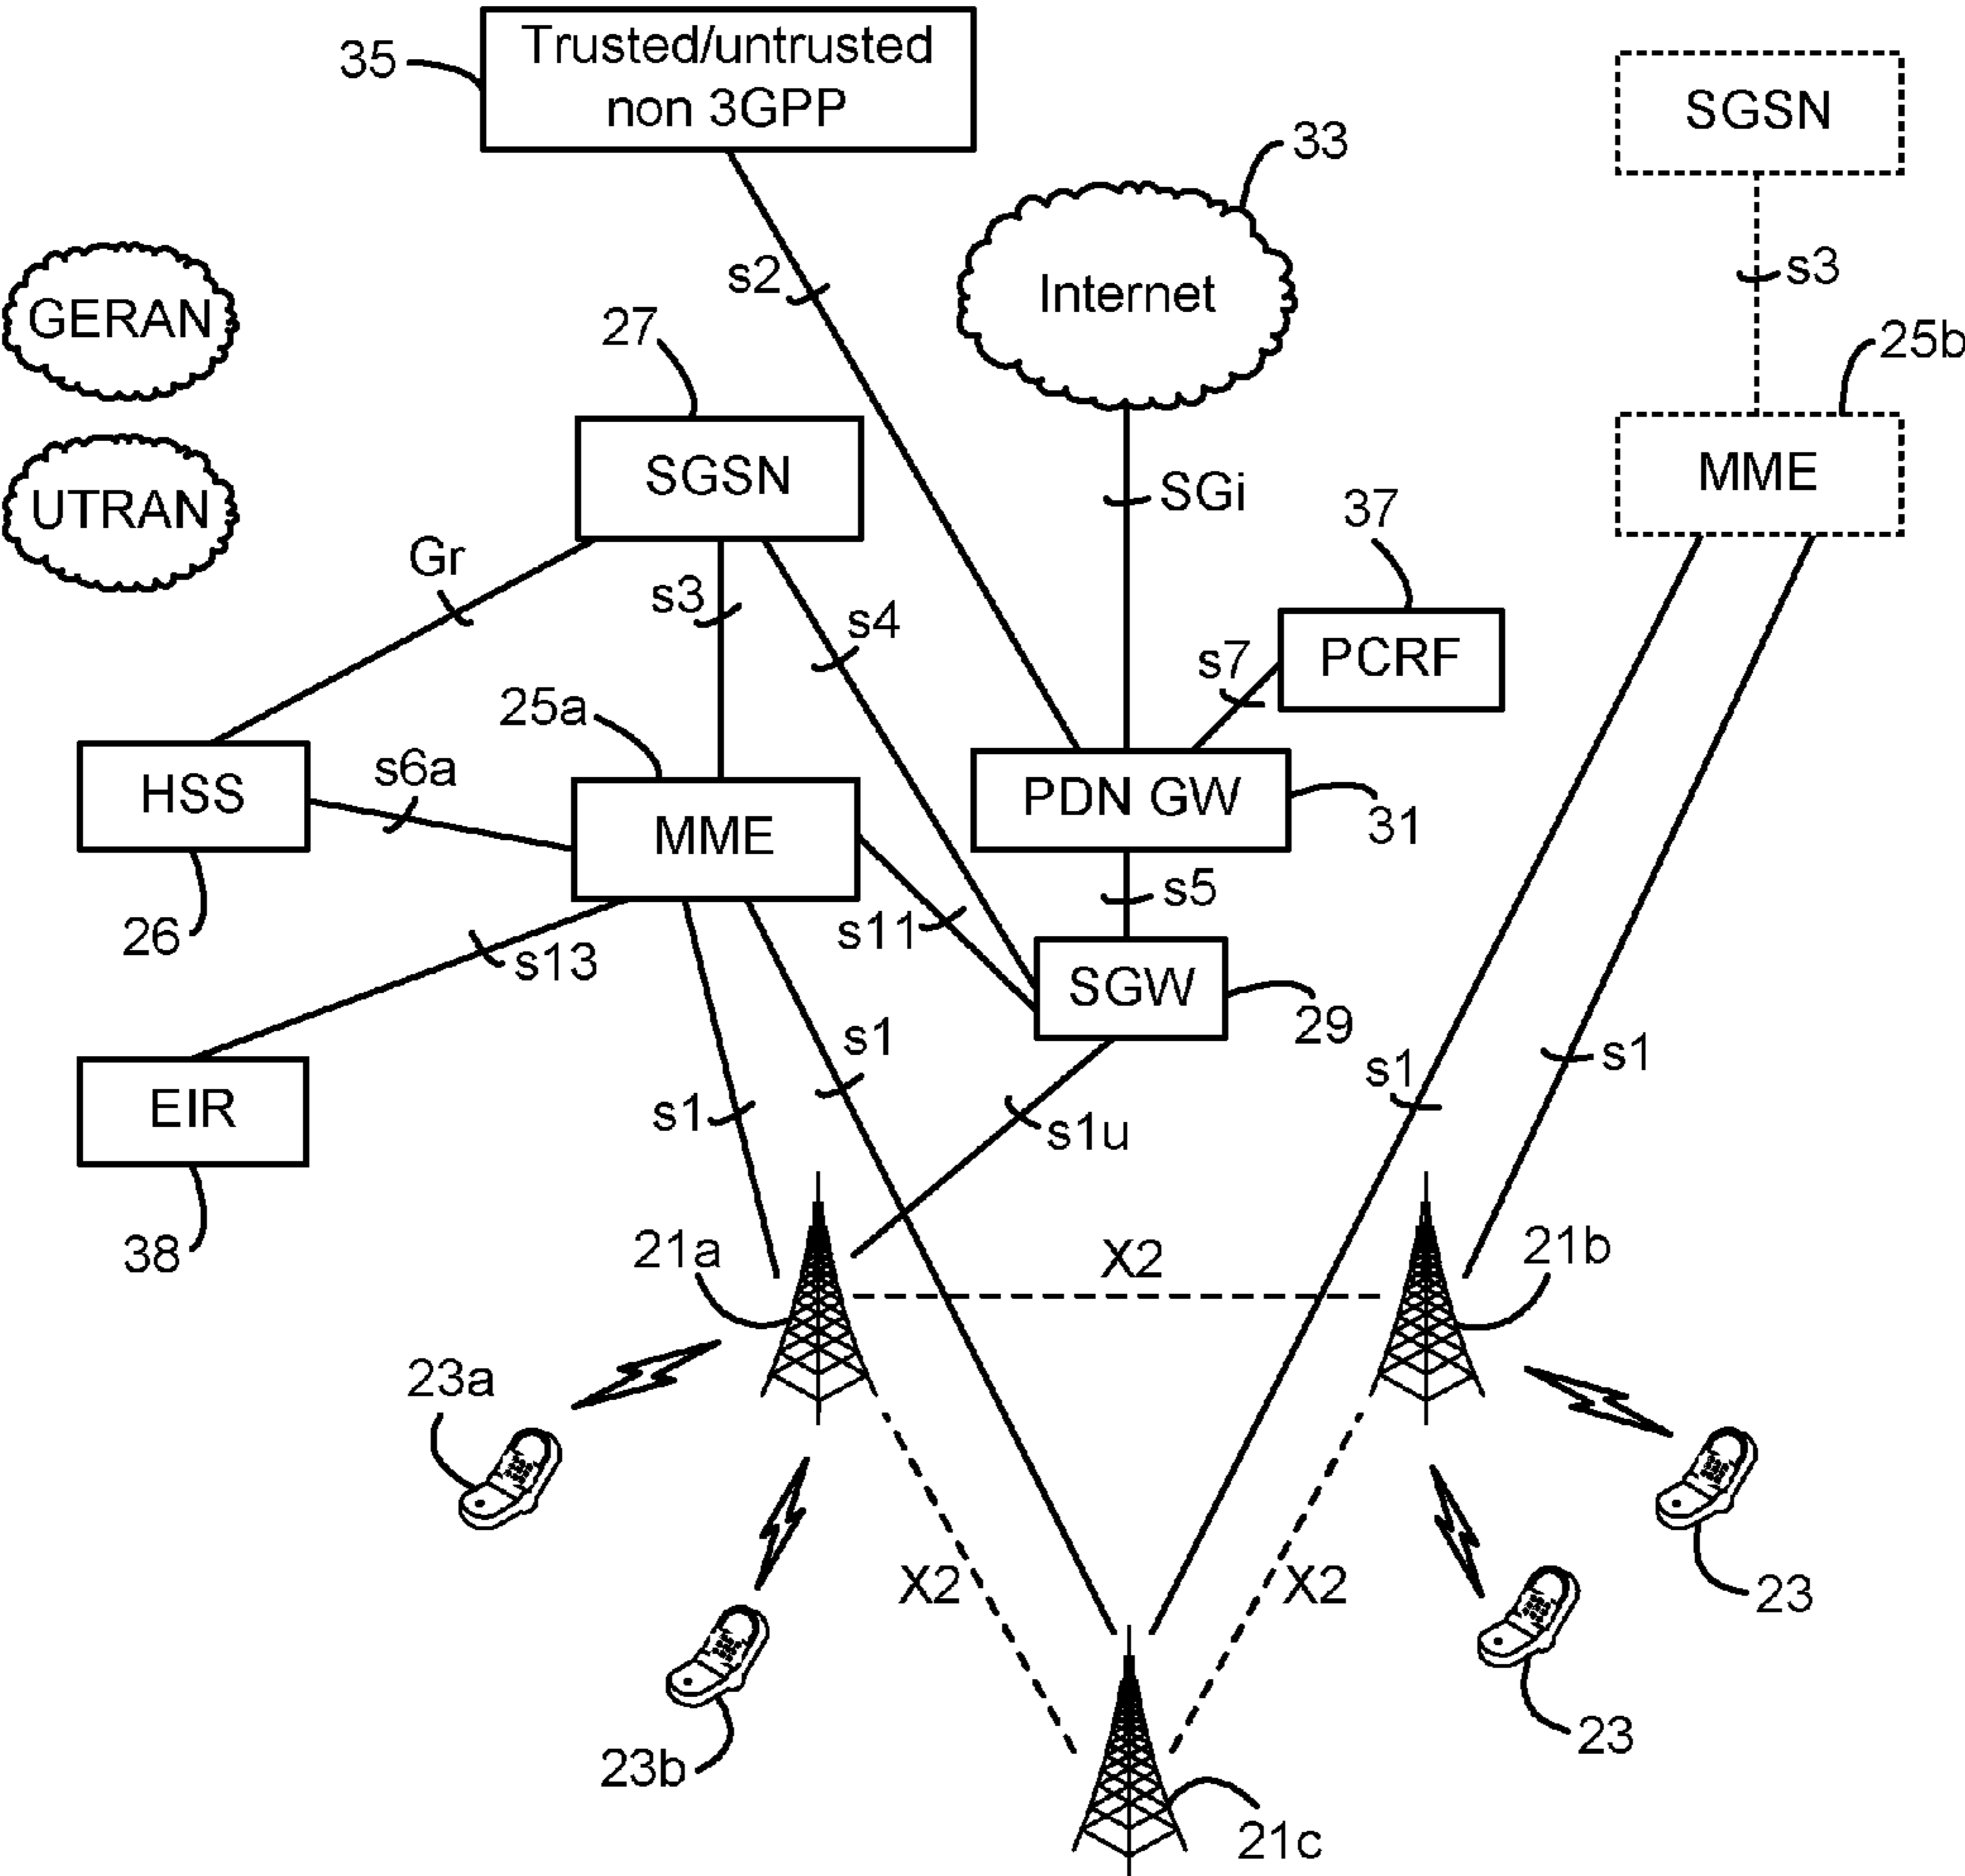 35
Trusted/untrusted
non 3GPP
SGSN
33
s2
Internet
s3
GERAN
27
25b
UTRAN
SGSN
SGi
MME
37
Gr
s3
s4
s7
PCRF
25a
HSS
s6a
MME
PDN GW
31
s5
26
s13
s11
SGW
29
s1
s1
s1
EIR
s1
s1u
38
21a
X2
21b
23a
X2
X2
23
23b
23
21c